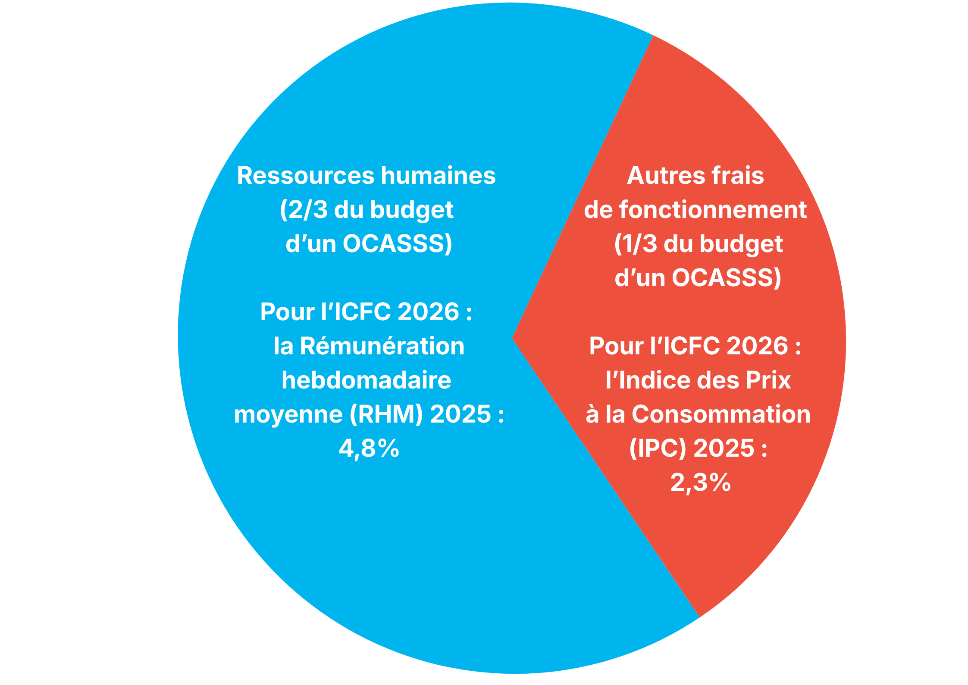 Ressources humaines
(2/3 du budget
d’un OCASSS)
Pour l’ICFC 2026 :
la Rémunération
hebdomadaire
moyenne (RHM) 2025 :
4,8%
Autres frais
de fonctionnement
(1/3 du budget
d’un OCASSS)
Pour l’ICFC 2026 :
l’Indice des Prix
à la Consommation
(IPC) 2025 :
2,3%